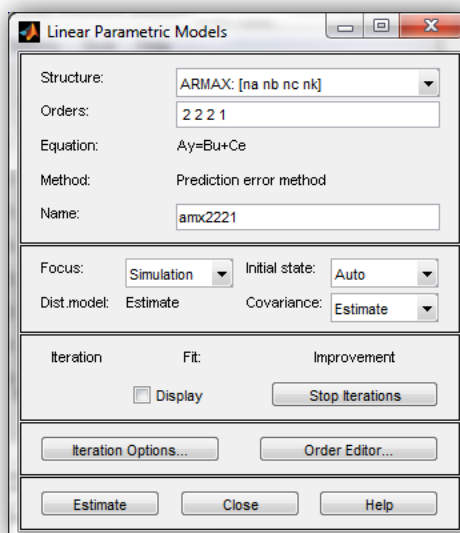 Linear Parametric Models
Structure: ARMAX: [na nb nc nk]
Orders: 2 2 2 1
Equation: Ay=Bu+Ce
Method: Prediction error method
Name: amx2221
Focus: Simulation Initial state: Auto
Dist.model: Estimate Covariance: Estimate
Iteration Fit: Improvement
Display Stop Iterations
Iteration Options... Order Editor...
Estimate Close Help